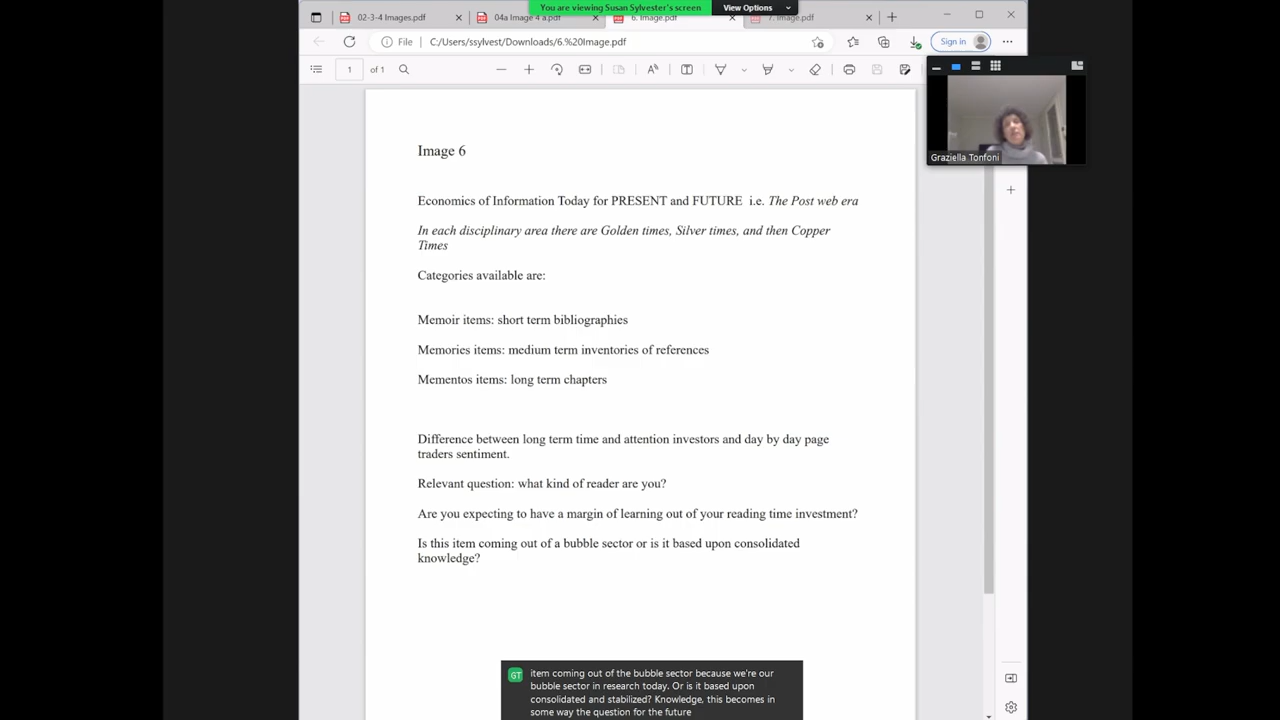 You are viewing Susan Sylvester's screen
View Options
02-3-4 Images.pdf
04a Image 4 a.pdf
6. Image.pdf
7. Image.pdf
File
C:/Users/ssylvest/Downloads/6.%20Image.pdf
Sign in
1
of 1
Graziella Tonfoni
Image 6
Economics of Information Today for PRESENT and FUTURE i.e. The Post web era
In each disciplinary area there are Golden times, Silver times, and then Copper
Times
Categories available are:
Memoir items: short term bibliographies
Memories items: medium term inventories of references
Mementos items: long term chapters
Difference between long term time and attention investors and day by day page
traders sentiment.
Relevant question: what kind of reader are you?
Are you expecting to have a margin of learning out of your reading time investment?
Is this item coming out of a bubble sector or is it based upon consolidated
knowledge?
GT
item coming out of the bubble sector because we're our
bubble sector in research today. Or is it based upon
consolidated and stabilized? Knowledge, this becomes in
some way the question for the future